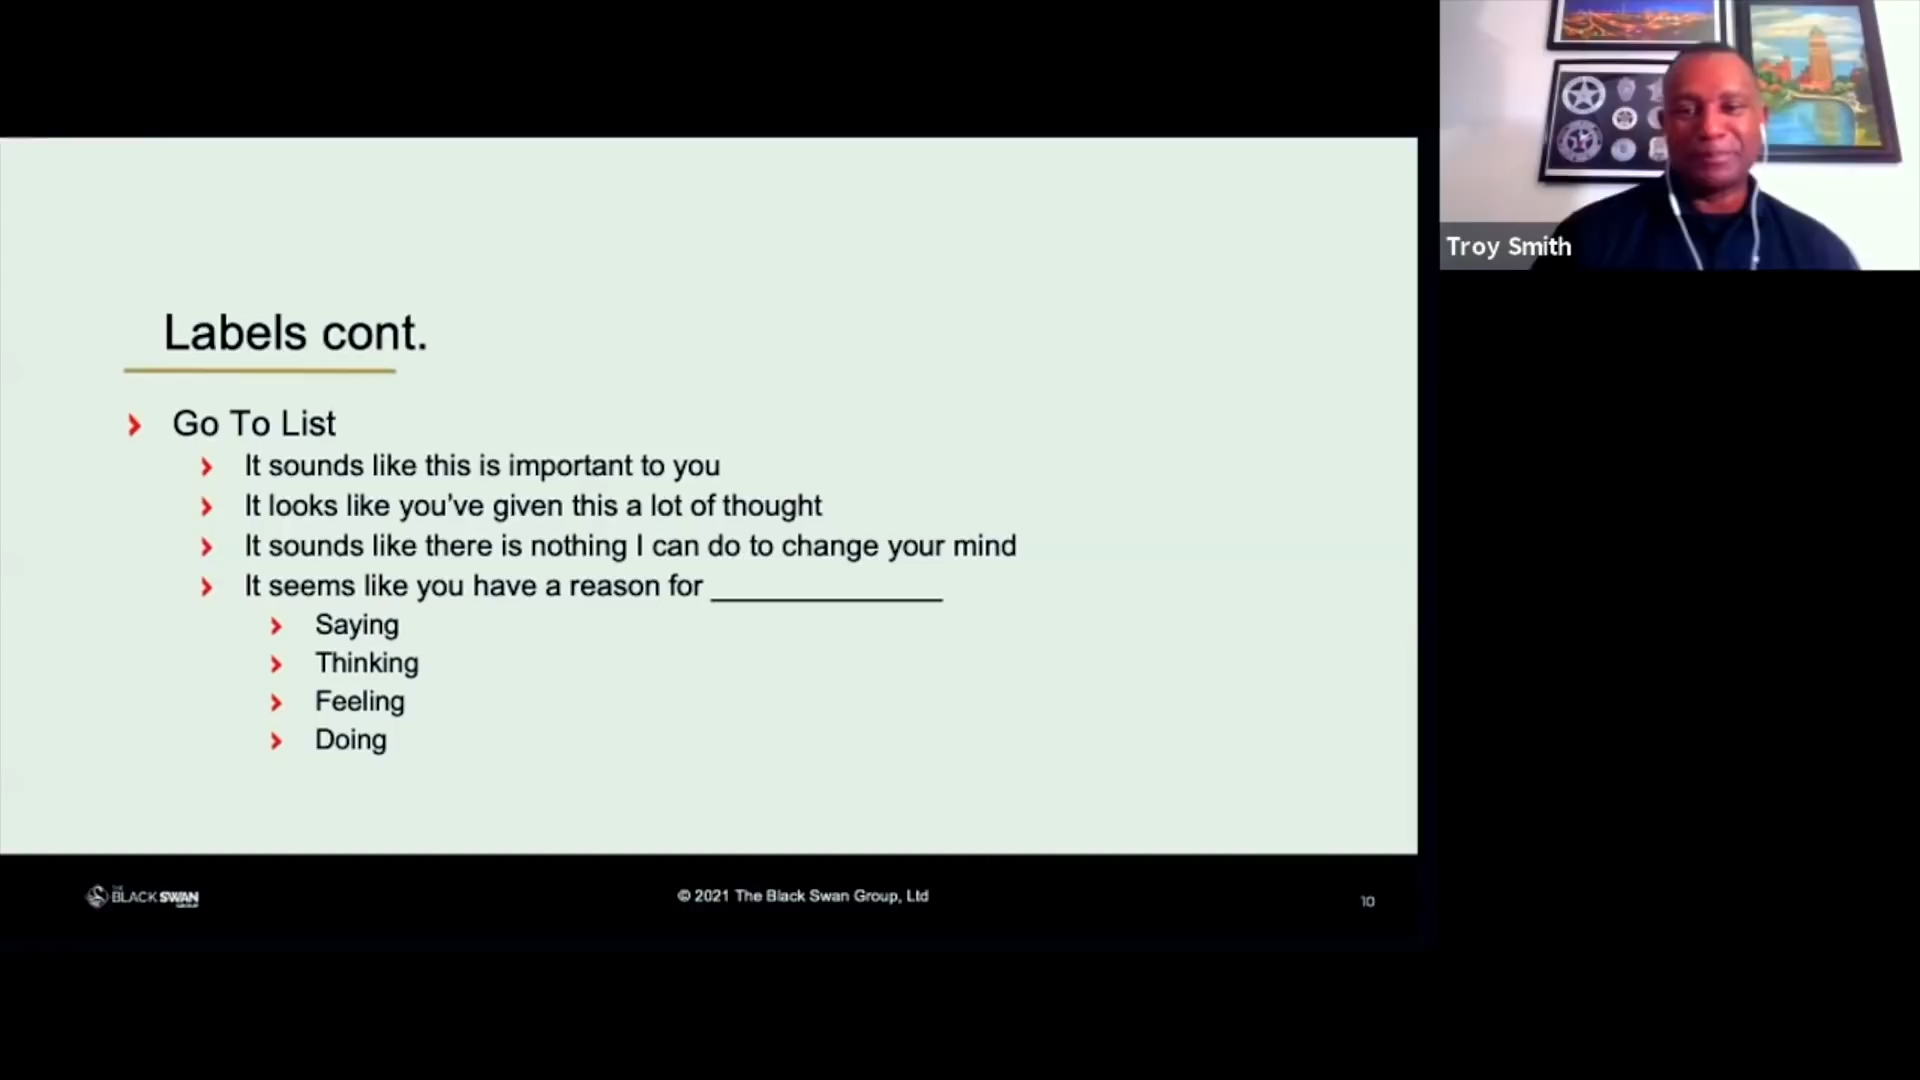 Troy Smith
Labels cont.
Go To List
It sounds like this is important to you
It looks like you've given this a lot of thought
It sounds like there is nothing I can do to change your mind
It seems like you have a reason for _______________
Saying
Thinking
Feeling
Doing
THE
BLACK SWAN
GROUP
© 2021 The Black Swan Group, Ltd
10